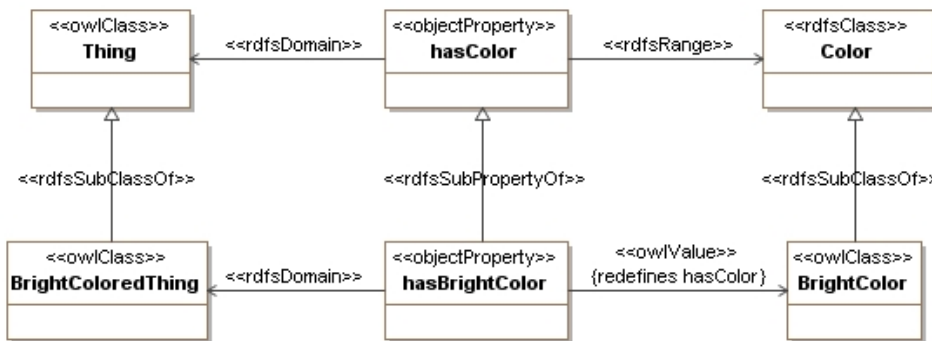 <<owlClass>>
Thing
<<rdfsDomain>>
<<objectProperty>>
hasColor
<<rdfsRange>>
<<rdfsClass>>
Color
<<rdfsSubClassOf>>
<<rdfsSubPropertyOf>>
<<rdfsSubClassOf>>
<<owlClass>>
BrightColoredThing
<<rdfsDomain>>
<<objectProperty>>
hasBrightColor
<<owlValue>>
{redefines hasColor}
<<owlClass>>
BrightColor